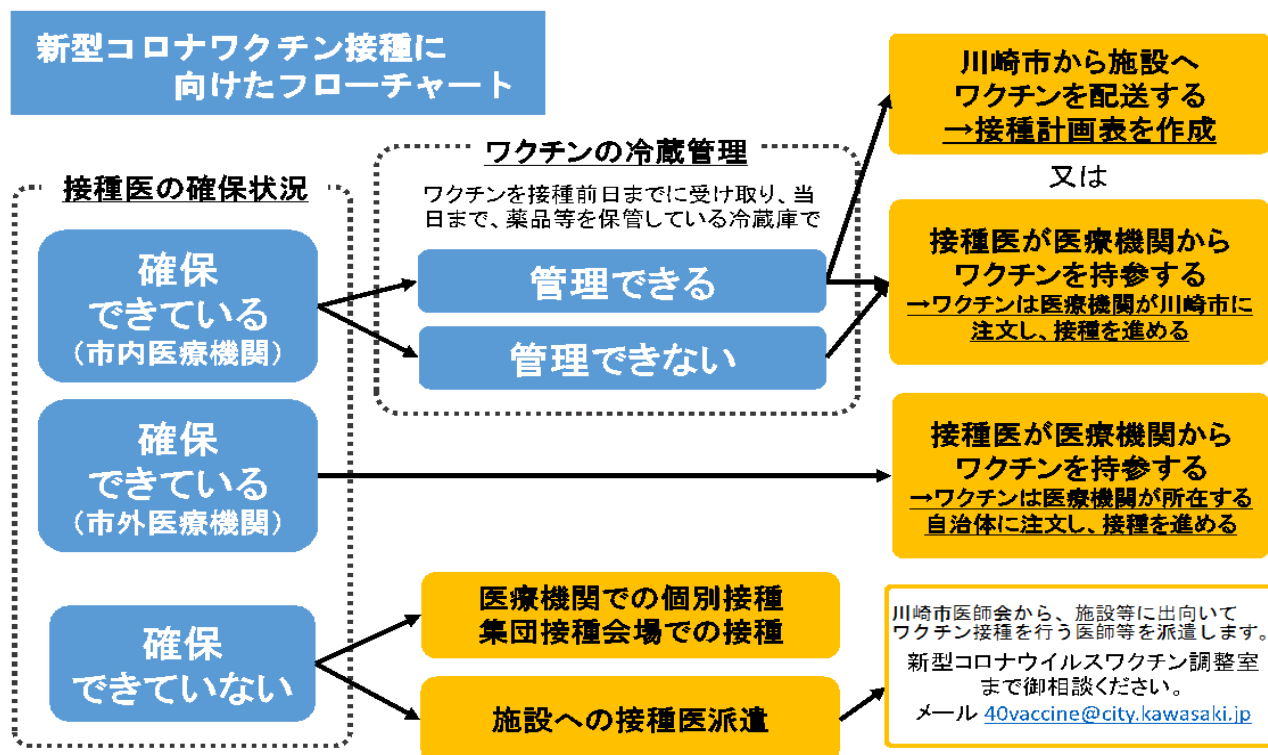 新型コロナワクチン接種に
向けたフローチャート
接種医の確保状況
確保
できている
（市内医療機関）
確保
できている
（市外医療機関）
確保
できていない
ワクチンの冷蔵管理
ワクチンを接種前日までに受け取り、当
日まで、薬品等を保管している冷蔵庫で
管理できる
管理できない
川崎市から施設へ
ワクチンを配送する
→接種計画表を作成
又は
接種医が医療機関から
ワクチンを持参する
→ワクチンは医療機関が川崎市に
注文し、接種を進める
接種医が医療機関から
ワクチンを持参する
→ワクチンは医療機関が所在する
自治体に注文し、接種を進める
医療機関での個別接種
集団接種会場での接種
施設への接種医派遣
川崎市医師会から、施設等に出向いて
ワクチン接種を行う医師等を派遣します。
新型コロナウイルスワクチン調整室
まで御相談ください。
メール 40vaccine@city.kawasaki.jp